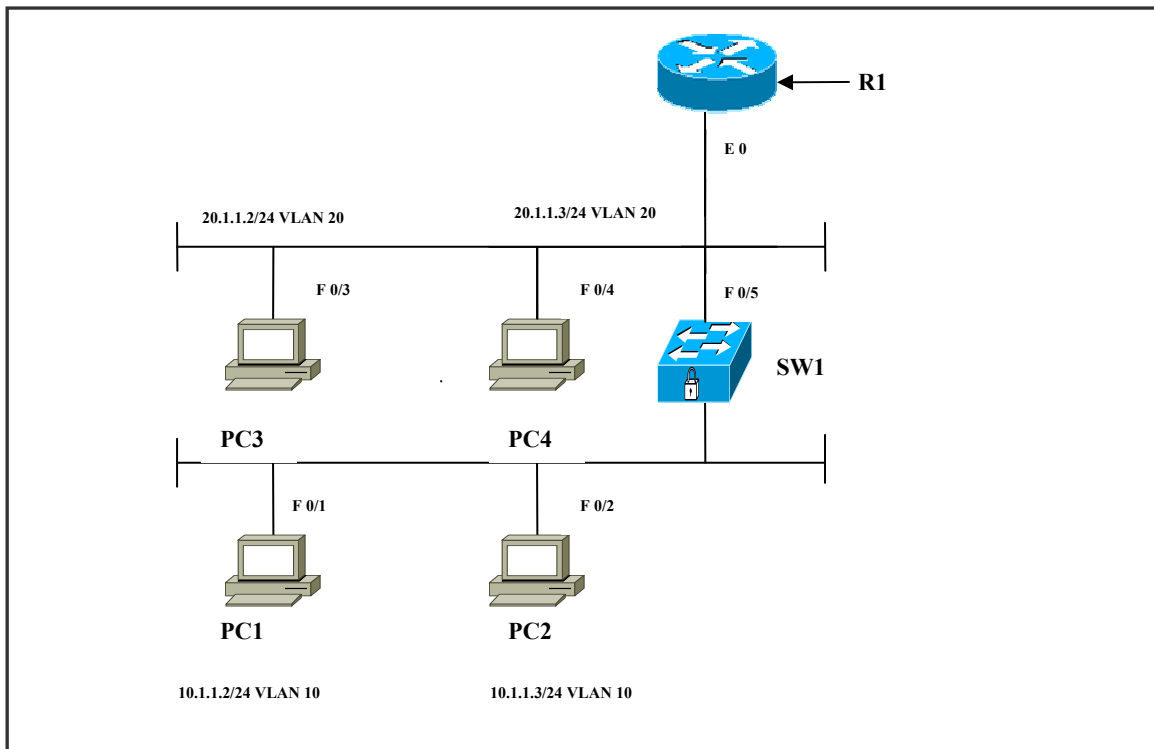 R1
E 0
20.1.1.2/24 VLAN 20
20.1.1.3/24 VLAN 20
F 0/3
F 0/4
F 0/5
SW1
PC3
PC4
F 0/1
F 0/2
PC1
PC2
10.1.1.2/24 VLAN 10
10.1.1.3/24 VLAN 10